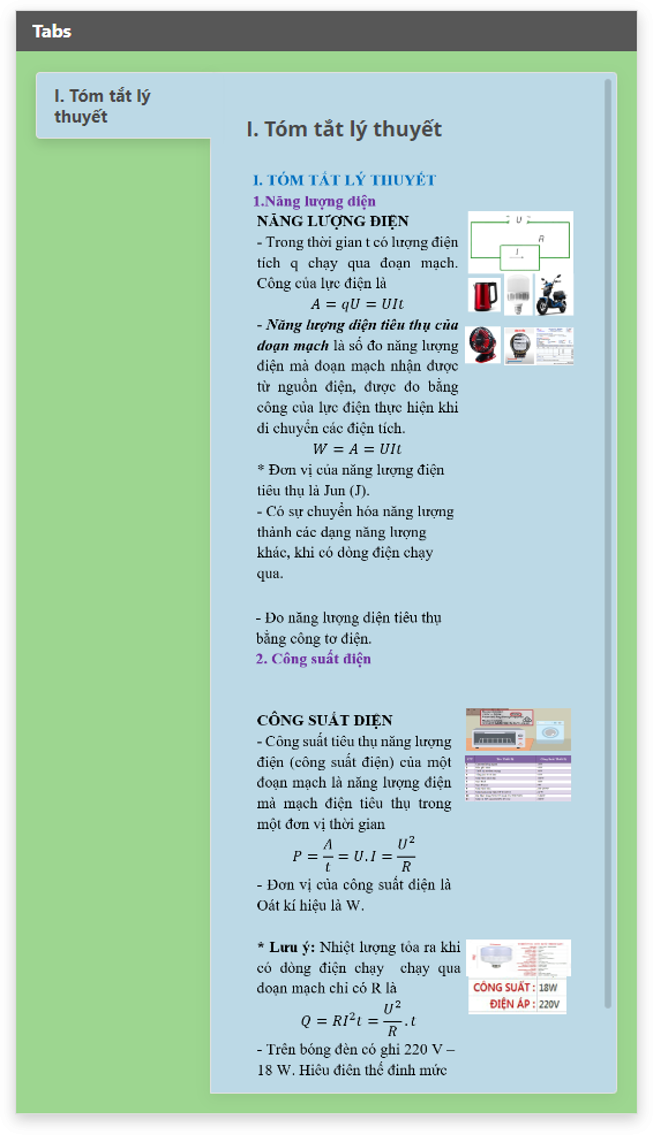 Tabs
I. Tóm tắt lý
thuyết
I. Tóm tắt lý thuyết
I. TÓM TẮT LÝ THUYẾT
1.Năng lượng điện
NĂNG LƯỢNG ĐIỆN
- Trong thời gian t có lượng điện
tích q chạy qua đoạn mạch.
Công của lực điện là
A = qU = UIt
- Năng lượng điện tiêu thụ của
đoạn mạch là số đo năng lượng
điện mà đoạn mạch nhận được
từ nguồn điện, được đo bằng
công của lực điện thực hiện khi
di chuyển các điện tích.
W = A = UIt
* Đơn vị của năng lượng điện
tiêu thụ là Jun (J).
- Có sự chuyển hóa năng lượng
thành các dạng năng lượng
khác, khi có dòng điện chạy
qua.
- Đo năng lượng điện tiêu thụ
bằng công tơ điện.
2. Công suất điện
CÔNG SUẤT ĐIỆN
- Công suất tiêu thụ năng lượng
điện (công suất điện) của một
đoạn mạch là năng lượng điện
mà mạch điện tiêu thụ trong
một đơn vị thời gian
P = A/t = U.I = U²/R
- Đơn vị của công suất điện là
Oát kí hiệu là W.
* Lưu ý: Nhiệt lượng tỏa ra khi
có dòng điện chạy chạy qua
đoạn mạch chỉ có R là
Q = RI²t = U²/R .t
- Trên bóng đèn có ghi 220 V –
18 W. Hiệu điện thế định mức
U
R
I
CÔNG SUẤT : 18W
ĐIỆN ÁP : 220V